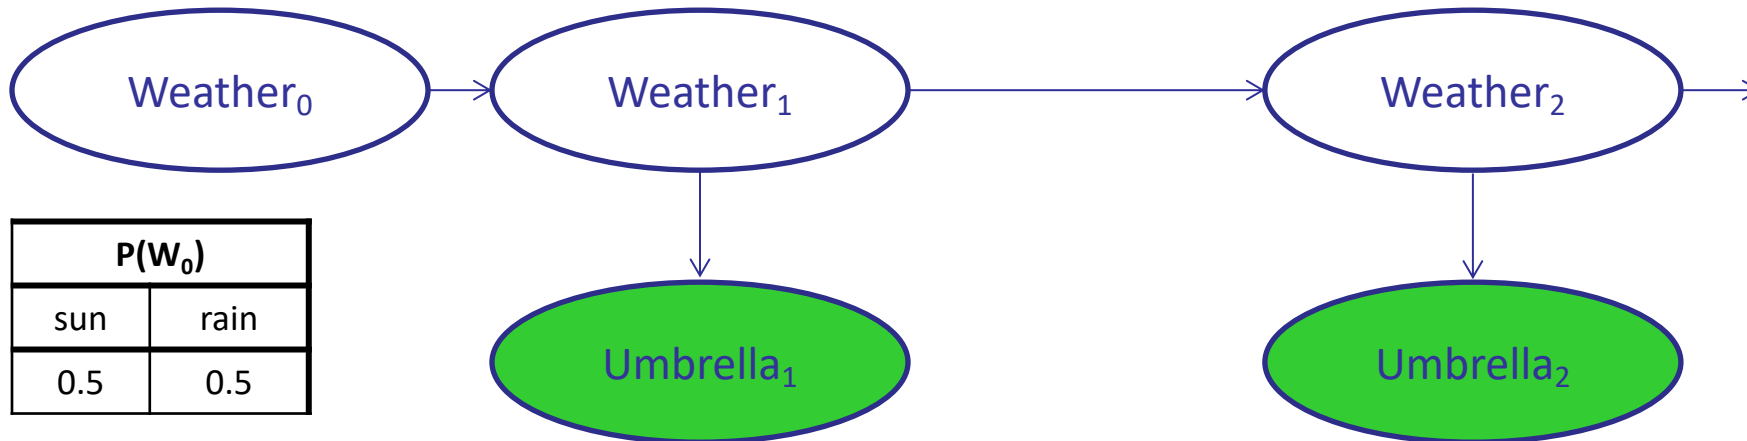 Weather₀ Weather₁ Weather₂
P(W₀)
sun rain
0.5 0.5
Umbrella₁ Umbrella₂